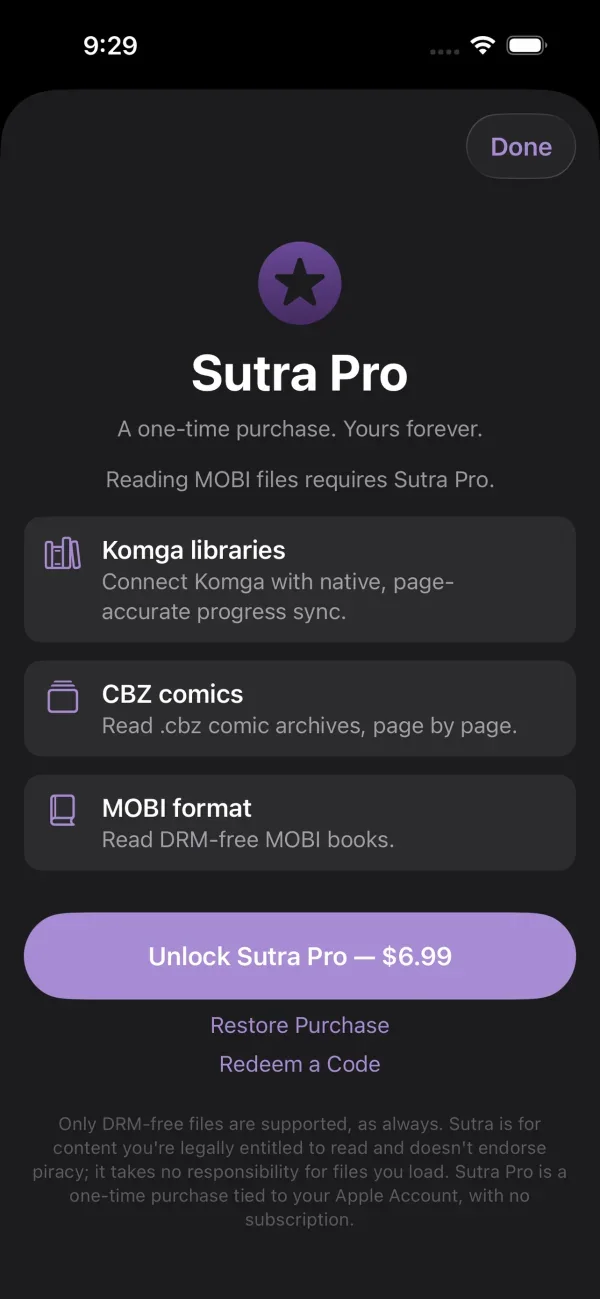 9:29
Done
Sutra Pro
A one-time purchase. Yours forever.
Reading MOBI files requires Sutra Pro.
Komga libraries
Connect Komga with native, page-
accurate progress sync.
CBZ comics
Read .cbz comic archives, page by page.
MOBI format
Read DRM-free MOBI books.
Unlock Sutra Pro — $6.99
Restore Purchase
Redeem a Code
Only DRM-free files are supported, as always. Sutra is for
content you're legally entitled to read and doesn't endorse
piracy; it takes no responsibility for files you load. Sutra Pro is a
one-time purchase tied to your Apple Account, with no
subscription.